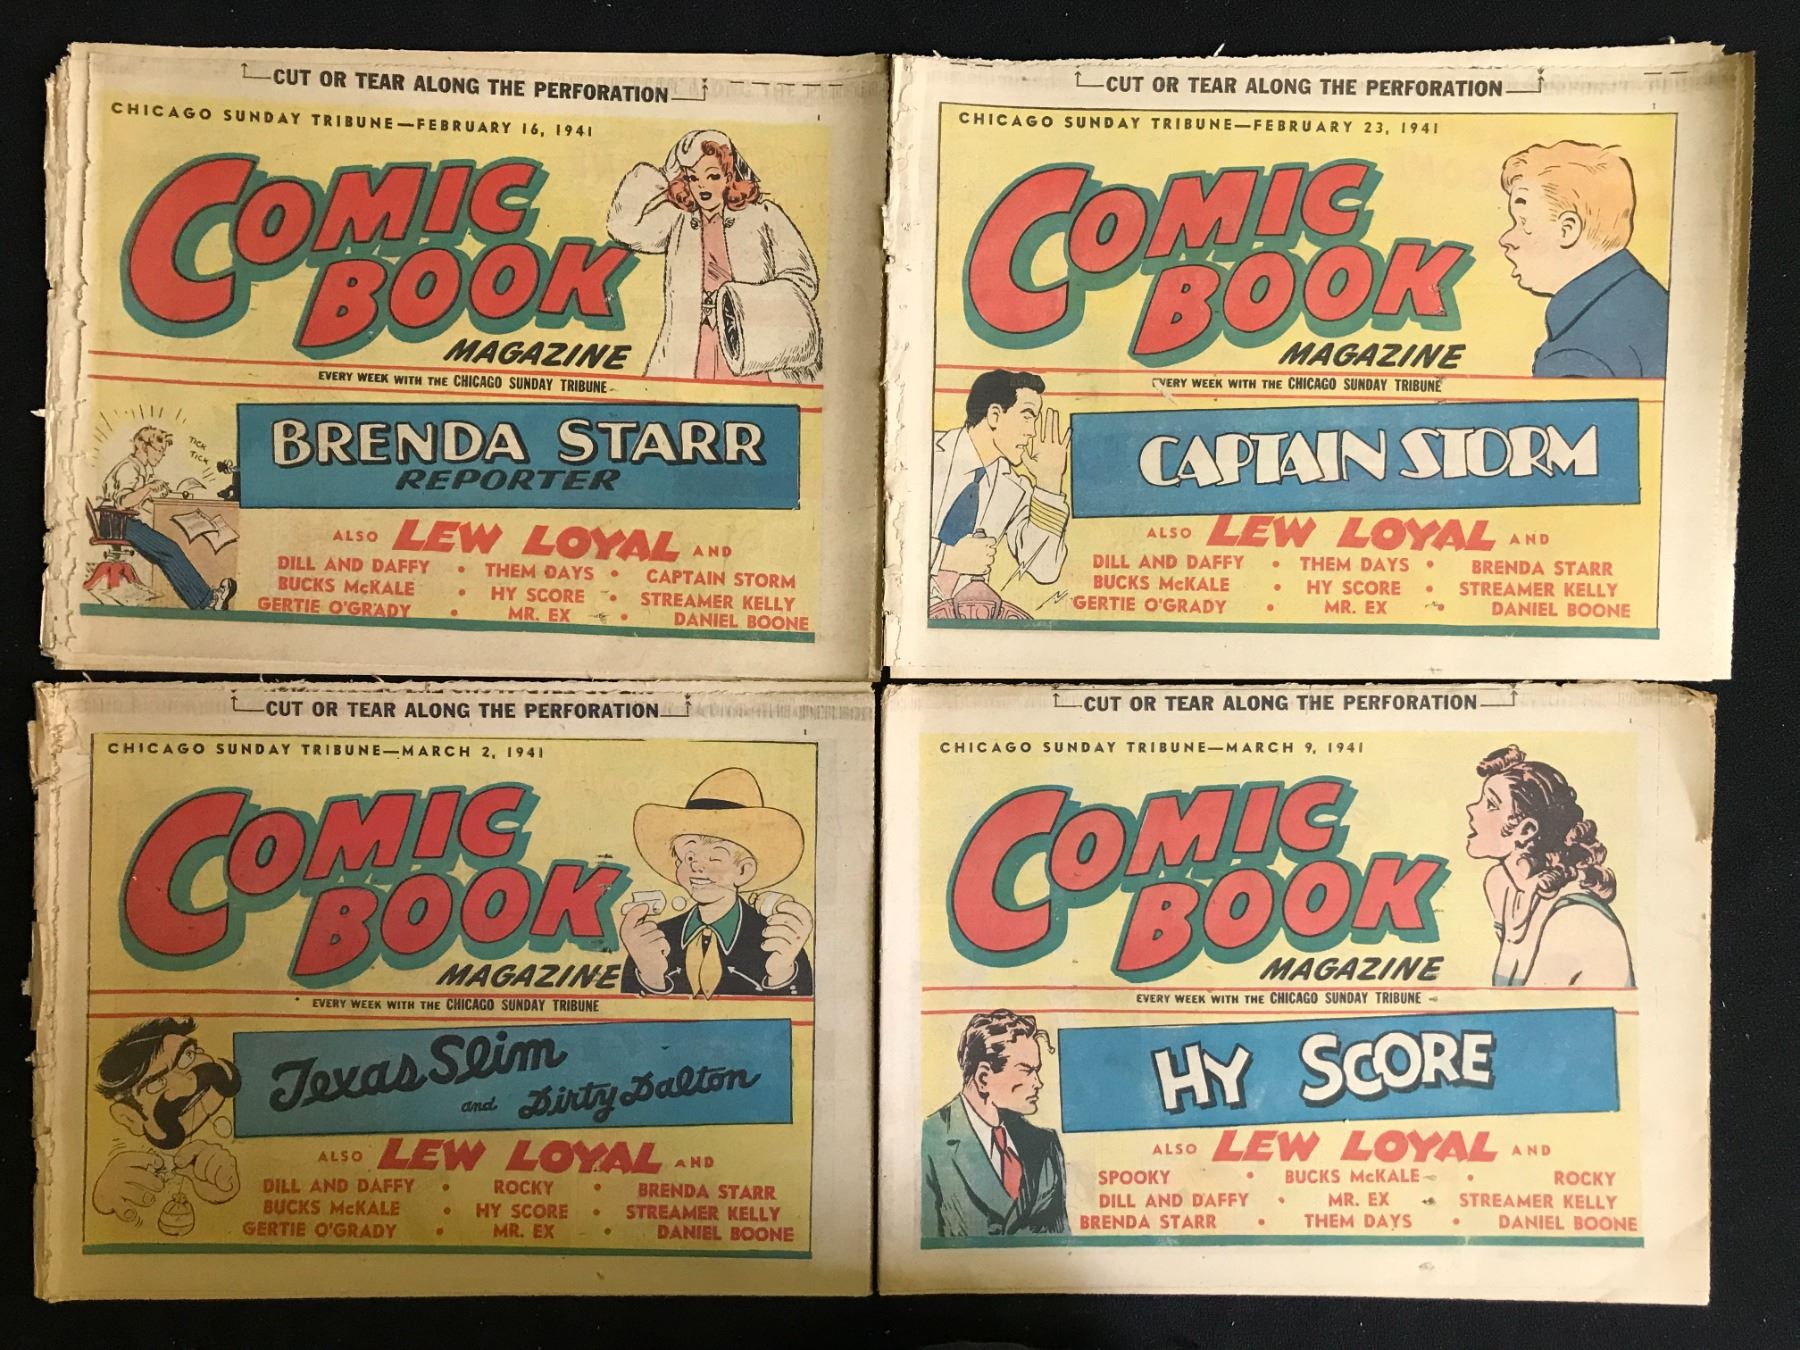 CUT OR TEAR ALONG THE PERFORATION
CHICAGO SUNDAY TRIBUNE—FEBRUARY 16, 1941
COMIC
BOOK
MAGAZINE
EVERY WEEK WITH THE CHICAGO SUNDAY TRIBUNE
TICK
TICK
BRENDA STARR
REPORTER
ALSO LEW LOYAL AND
DILL AND DAFFY • THEM DAYS • CAPTAIN STORM
BUCKS McKALE • HY SCORE • STREAMER KELLY
GERTIE O'GRADY • MR. EX • DANIEL BOONE
CUT OR TEAR ALONG THE PERFORATION
1
CHICAGO SUNDAY TRIBUNE—FEBRUARY 23, 1941
COMIC
BOOK
MAGAZINE
EVERY WEEK WITH THE CHICAGO SUNDAY TRIBUNE
CAPTAIN STORM
ALSO LEW LOYAL AND
DILL AND DAFFY • THEM DAYS • BRENDA STARR
BUCKS McKALE • HY SCORE • STREAMER KELLY
GERTIE O'GRADY • MR. EX • DANIEL BOONE
CUT OR TEAR ALONG THE PERFORATION
1
CHICAGO SUNDAY TRIBUNE—MARCH 2, 1941
COMIC
BOOK
MAGAZINE
EVERY WEEK WITH THE CHICAGO SUNDAY TRIBUNE
Texas Slim
and Dirty Dalton
ALSO LEW LOYAL AND
DILL AND DAFFY • ROCKY • BRENDA STARR
BUCKS McKALE • HY SCORE • STREAMER KELLY
GERTIE O'GRADY • MR. EX • DANIEL BOONE
CUT OR TEAR ALONG THE PERFORATION
1
CHICAGO SUNDAY TRIBUNE—MARCH 9, 1941
COMIC
BOOK
MAGAZINE
EVERY WEEK WITH THE CHICAGO SUNDAY TRIBUNE
HY SCORE
ALSO LEW LOYAL AND
SPOOKY • BUCKS McKALE • ROCKY
DILL AND DAFFY • MR. EX • STREAMER KELLY
BRENDA STARR • THEM DAYS • DANIEL BOONE